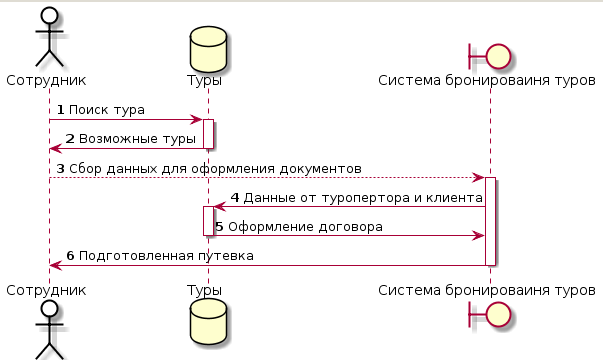 Сотрудник
Туры
Система бронироваиня туров
1 Поиск тура
2 Возможные туры
3 Сбор данных для оформления документов
4 Данные от туропертора и клиента
5 Оформление договора
6 Подготовленная путевка
Сотрудник
Туры
Система бронироваиня туров